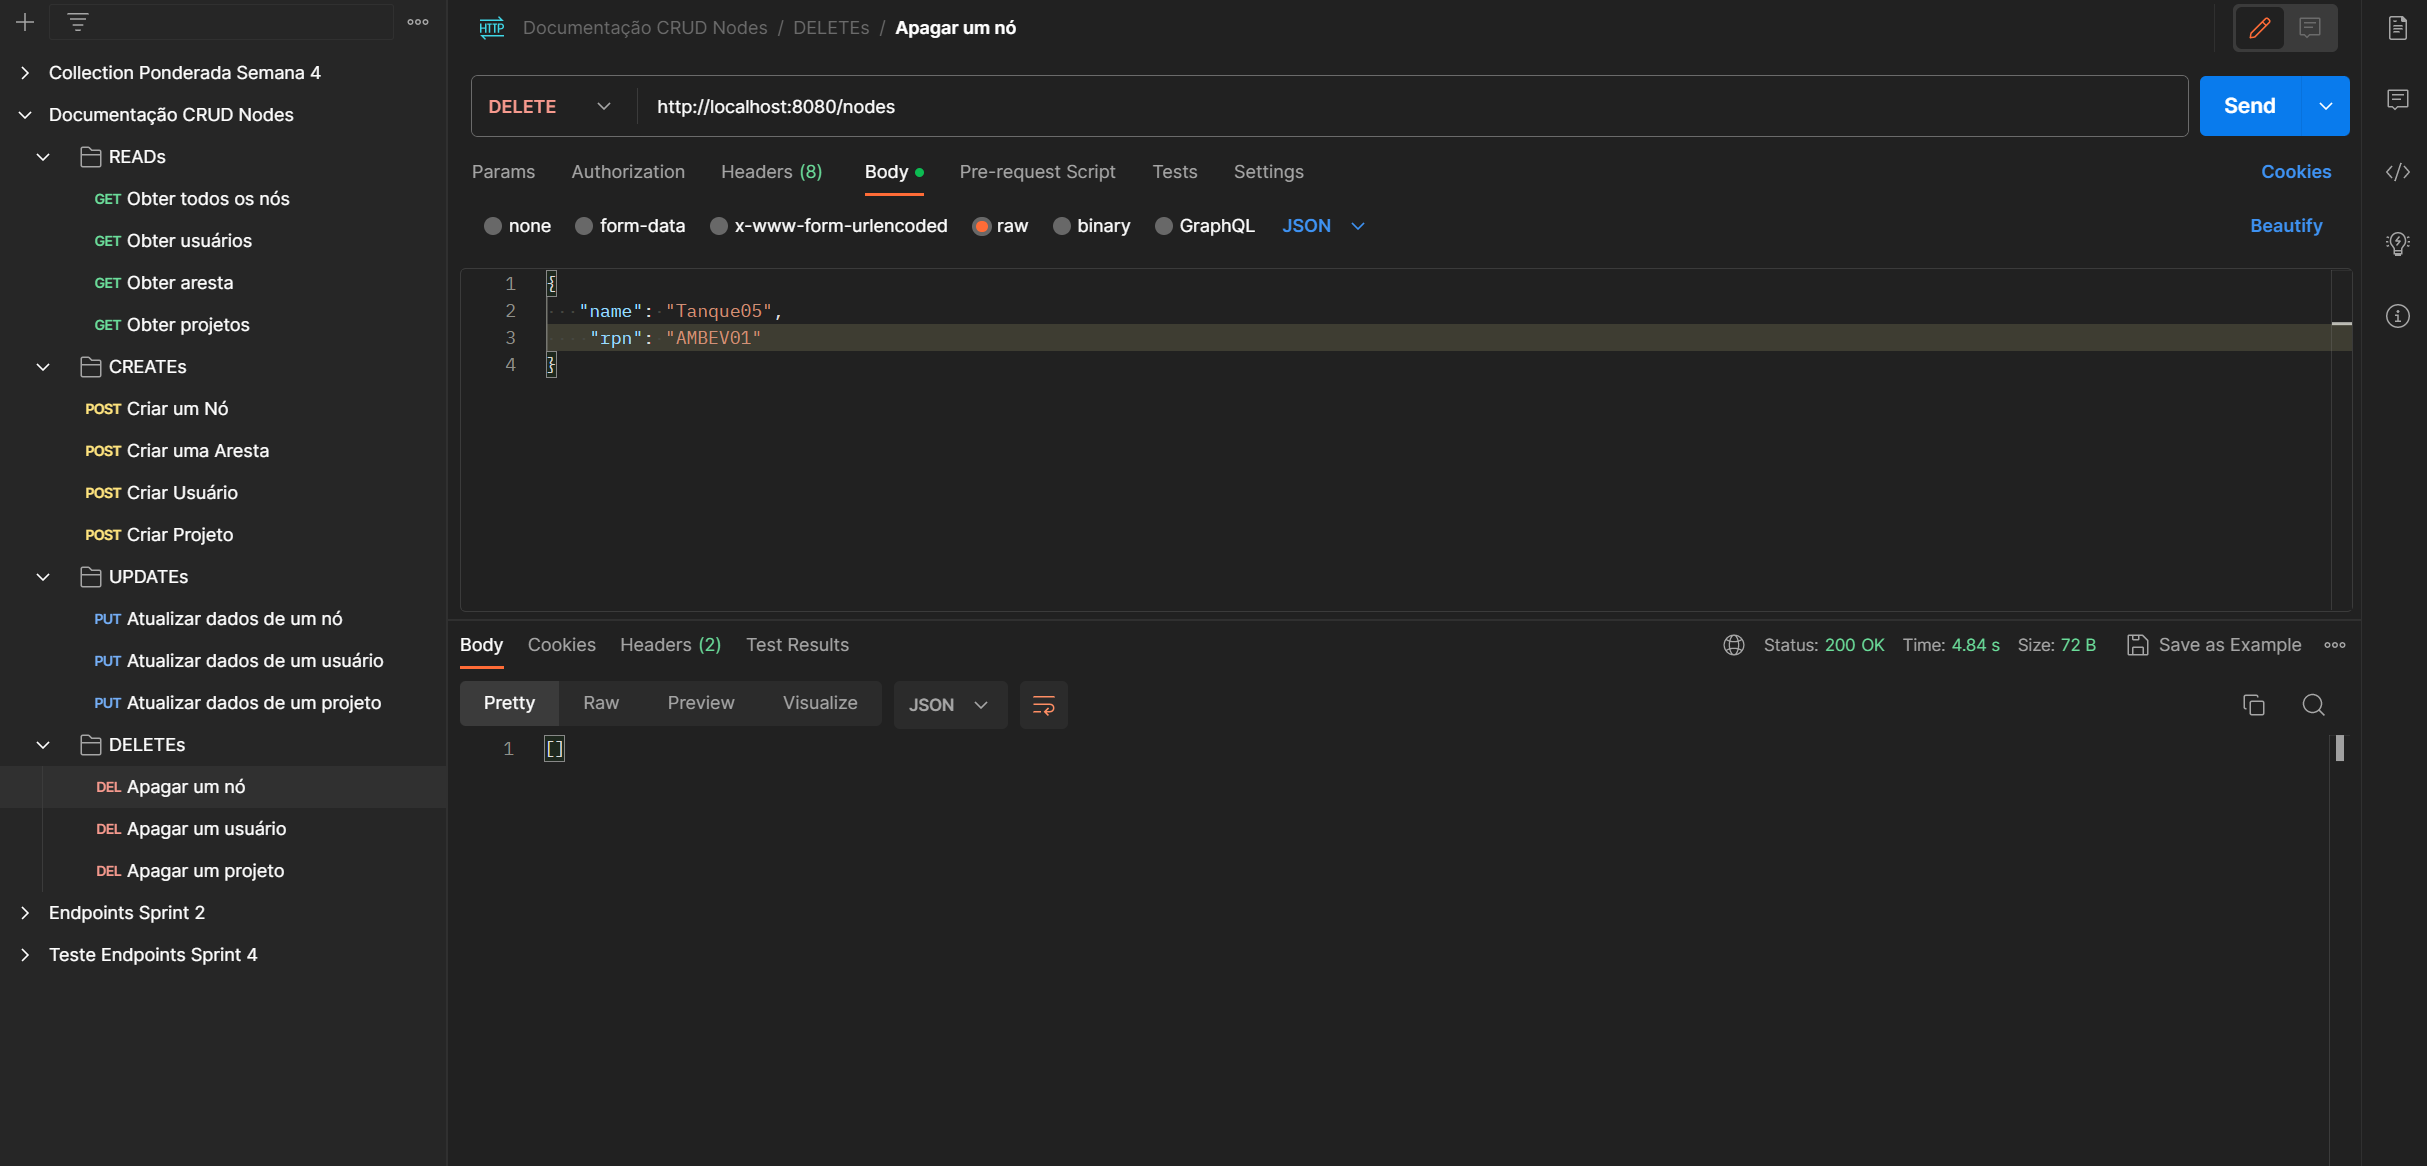 Collection Ponderada Semana 4
Documentação CRUD Nodes
READs
GET Obter todos os nós
GET Obter usuários
GET Obter aresta
GET Obter projetos
CREATEs
POST Criar um Nó
POST Criar uma Aresta
POST Criar Usuário
POST Criar Projeto
UPDATEs
PUT Atualizar dados de um nó
PUT Atualizar dados de um usuário
PUT Atualizar dados de um projeto
DELETEs
DEL Apagar um nó
DEL Apagar um usuário
DEL Apagar um projeto
Endpoints Sprint 2
Teste Endpoints Sprint 4
HTTP Documentação CRUD Nodes / DELETEs / Apagar um nó
DELETE http://localhost:8080/nodes Send
Params Authorization Headers (8) Body Pre-request Script Tests Settings Cookies
none form-data x-www-form-urlencoded raw binary GraphQL JSON Beautify
1 {
2 "name": "Tanque05",
3 "rpn": "AMBEV01"
4 }
Body Cookies Headers (2) Test Results Status: 200 OK Time: 4.84 s Size: 72 B Save as Example
Pretty Raw Preview Visualize JSON
1 []